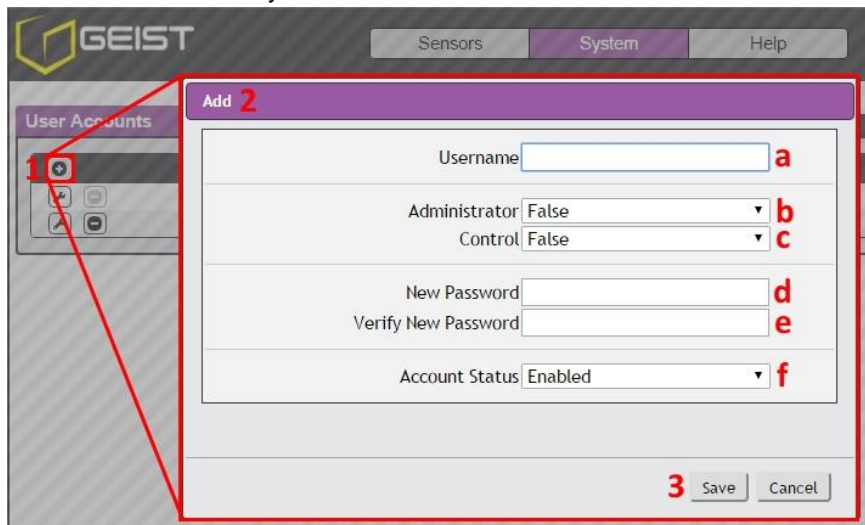 GEIST
Sensors System Help
User Accounts
Add 2
1
Username a
Administrator False b
Control False c
New Password d
Verify New Password e
Account Status Enabled f
3 Save Cancel